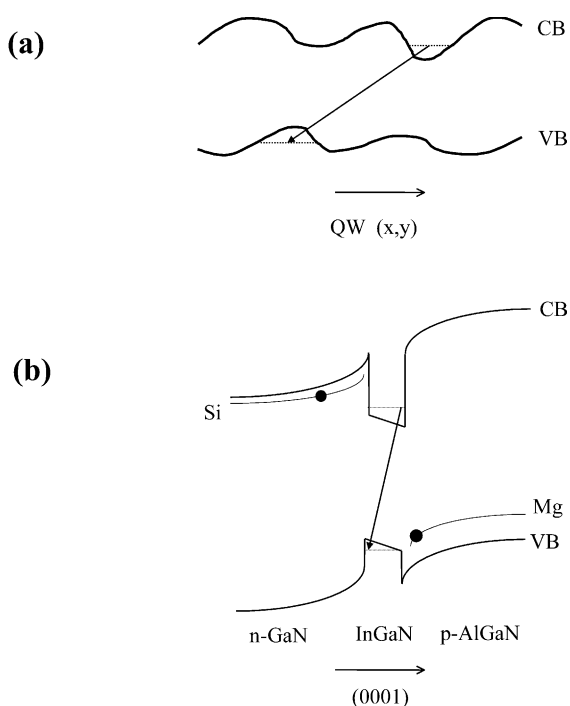 (a)
CB
VB
QW (x,y)
(b)
CB
Si
Mg
VB
n-GaN InGaN p-AlGaN
(0001)